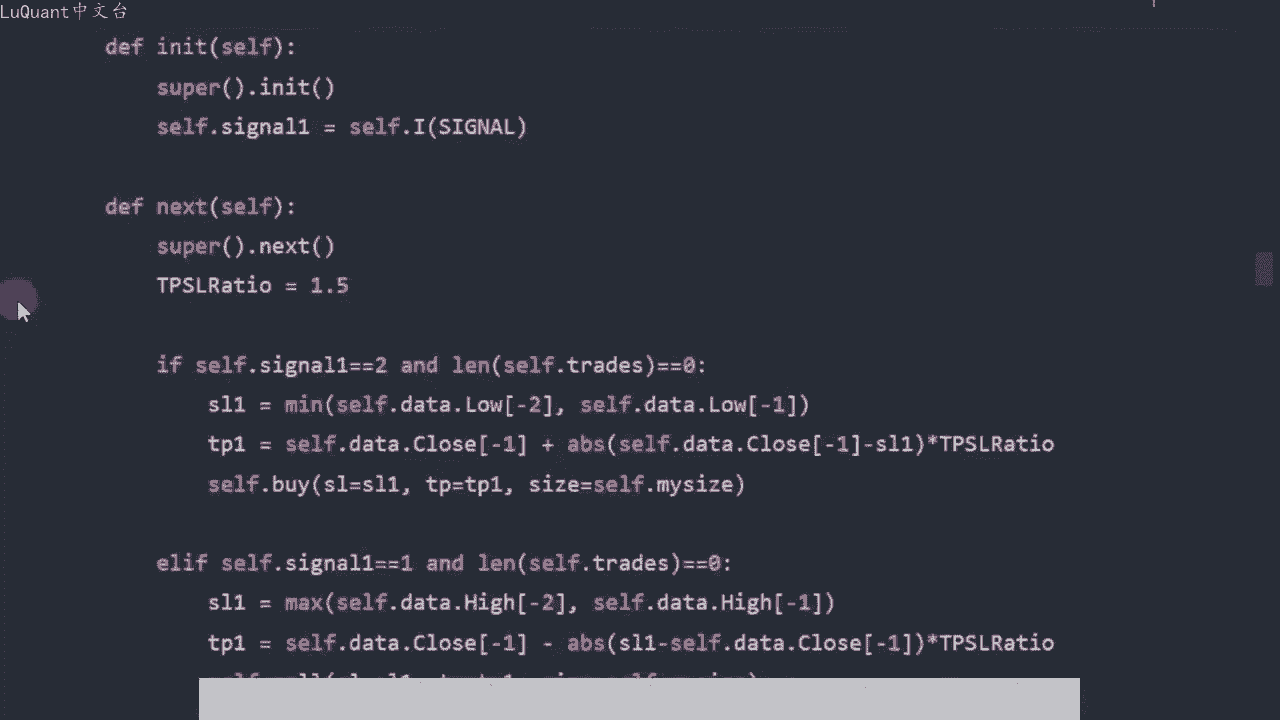 LuQuant中文台
def init(self):
super().init()
self.signal1 = self.I(SIGNAL)
def next(self):
super().next()
TPSLRatio = 1.5
if self.signal1==2 and len(self.trades)==0:
sl1 = min(self.data.Low[-2], self.data.Low[-1])
tp1 = self.data.Close[-1] + abs(self.data.Close[-1]-sl1)*TPSLRatio
self.buy(sl=sl1, tp=tp1, size=self.mysize)
elif self.signal1==1 and len(self.trades)==0:
sl1 = max(self.data.High[-2], self.data.High[-1])
tp1 = self.data.Close[-1] - abs(sl1-self.data.Close[-1])*TPSLRatio